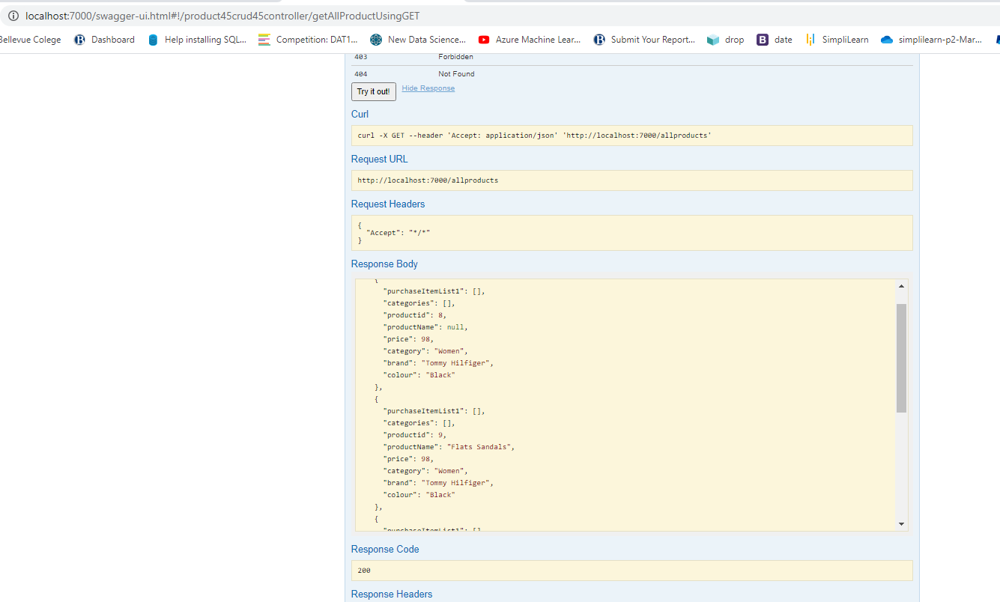 localhost:7000/swagger-ui.html#!/product45crud45controller/getAllProductUsingGET
Bellevue Colege Dashboard Help installing SQL... Competition: DAT1... New Data Science... Azure Machine Lear... Submit Your Report... drop date SimpliLearn simplilearn-p2-Mar...
403 Forbidden
404 Not Found
Try it out! Hide Response
Curl
curl -X GET --header 'Accept: application/json' 'http://localhost:7000/allproducts'
Request URL
http://localhost:7000/allproducts
Request Headers
{
"Accept": "*/*"
}
Response Body
{
"purchaseItemList1": [],
"categories": [],
"productid": 8,
"productName": null,
"price": 98,
"category": "Women",
"brand": "Tommy Hilfiger",
"colour": "Black"
},
{
"purchaseItemList1": [],
"categories": [],
"productid": 9,
"productName": "Flats Sandals",
"price": 98,
"category": "Women",
"brand": "Tommy Hilfiger",
"colour": "Black"
},
{
"purchaseItemList1": [],
Response Code
200
Response Headers